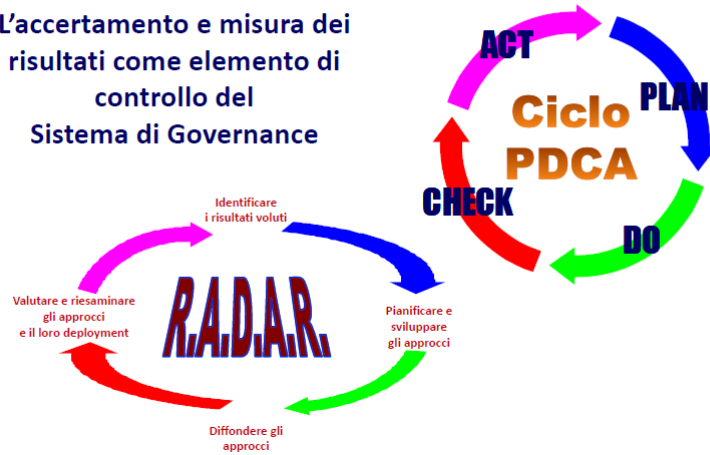 L'accertamento e misura dei
risultati come elemento di
controllo del
Sistema di Governance
ACT
PLAN
Ciclo
PDCA
CHECK
DO
Identificare
i risultati voluti
Valutare e riesaminare
gli approcci
e il loro deployment
R.A.D.A.R.
Pianificare e
sviluppare
gli approcci
Diffondere gli
approcci